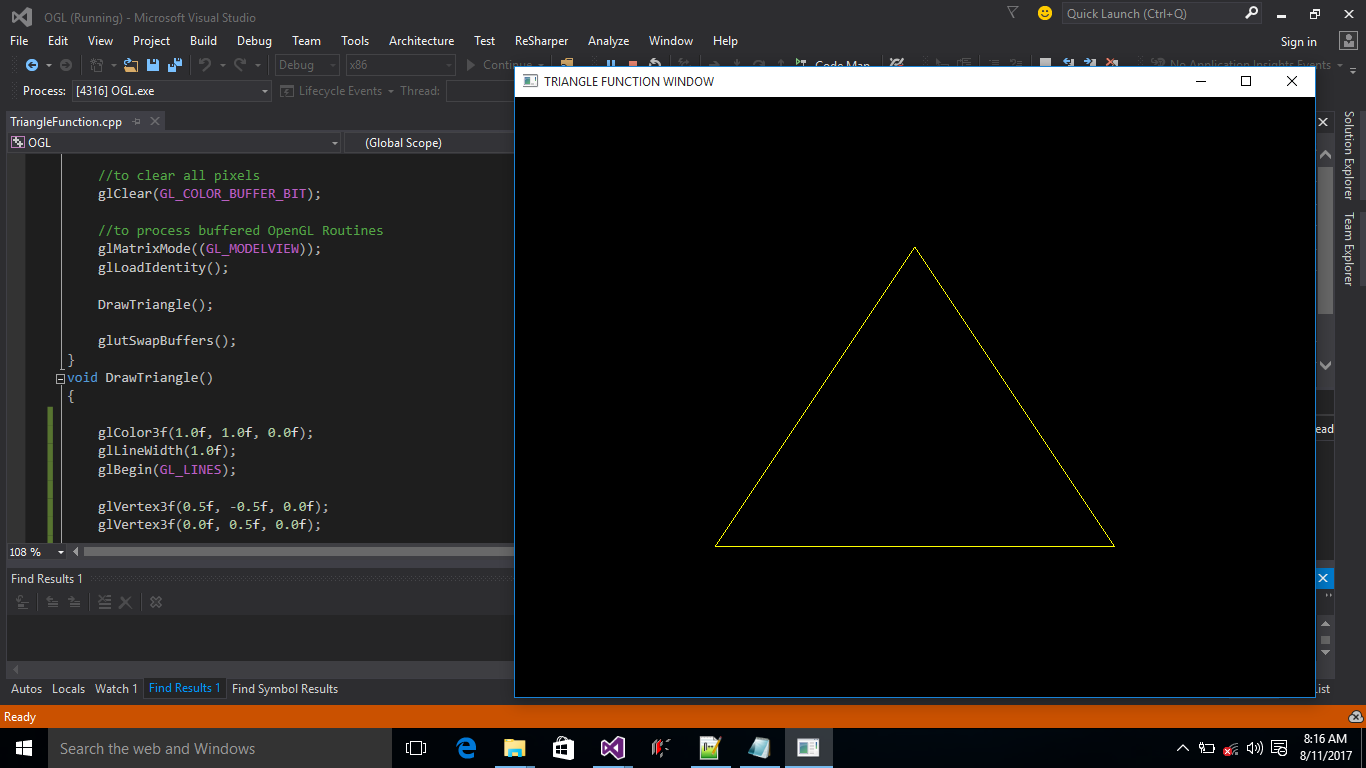 OGL (Running) - Microsoft Visual Studio
Quick Launch (Ctrl+Q)
File Edit View Project Build Debug Team Tools Architecture Test ReSharper Analyze Window Help
Sign in
Debug x86 Continue Code Map No Application Insights Events
Process: [4316] OGL.exe Lifecycle Events Thread:
TRIANGLE FUNCTION WINDOW
TriangleFunction.cpp
OGL (Global Scope)
//to clear all pixels
glClear(GL_COLOR_BUFFER_BIT);
//to process buffered OpenGL Routines
glMatrixMode((GL_MODELVIEW));
glLoadIdentity();
DrawTriangle();
glutSwapBuffers();
}
void DrawTriangle()
{
glColor3f(1.0f, 1.0f, 0.0f);
glLineWidth(1.0f);
glBegin(GL_LINES);
glVertex3f(0.5f, -0.5f, 0.0f);
glVertex3f(0.0f, 0.5f, 0.0f);
108 %
Solution Explorer
Team Explorer
ead
Find Results 1
Autos Locals Watch 1 Find Results 1 Find Symbol Results
ist
Ready
Search the web and Windows
8:16 AM
8/11/2017